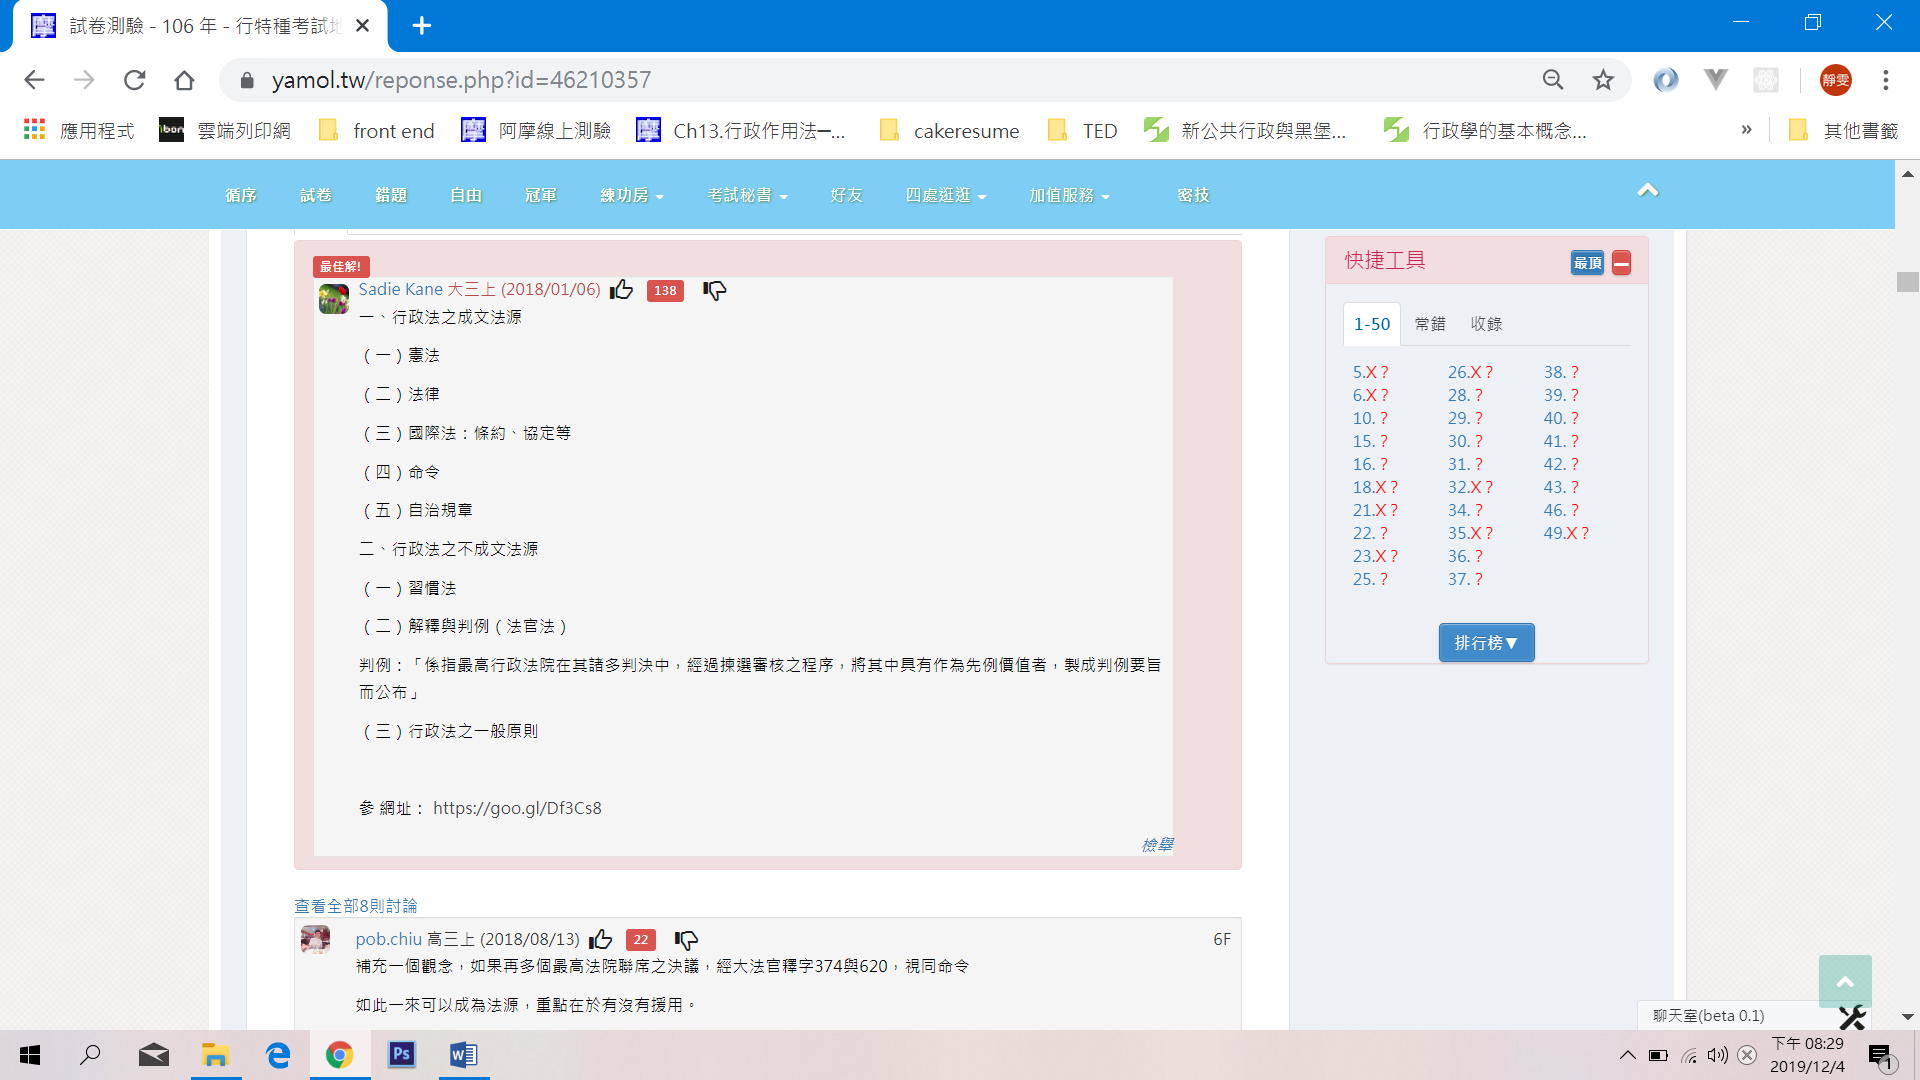 試卷測驗 - 106 年 - 行特種考試地
yamol.tw/reponse.php?id=46210357
靜雯
應用程式 ibon 雲端列印網 front end 阿摩線上測驗 Ch13.行政作用法─... cakeresume TED 新公共行政與黑堡... 行政學的基本概念... » 其他書籤
循序 試卷 錯題 自由 冠軍 練功房 考試秘書 好友 四處逛逛 加值服務 密技
最佳解!
Sadie Kane 大三上 (2018/01/06) 138
一、行政法之成文法源
（一）憲法
（二）法律
（三）國際法：條約、協定等
（四）命令
（五）自治規章
二、行政法之不成文法源
（一）習慣法
（二）解釋與判例（法官法）
判例：「係指最高行政法院在其諸多判決中，經過揀選審核之程序，將其中具有作為先例價值者，製成判例要旨
而公布」
（三）行政法之一般原則
參 網址： https://goo.gl/Df3Cs8
檢舉
查看全部8則討論
pob.chiu 高三上 (2018/08/13) 22 6F
補充一個觀念，如果再多個最高法院聯席之決議，經大法官釋字374與620，視同命令
如此一來可以成為法源，重點在於有沒有援用。
快捷工具 最頂
1-50 常錯 收錄
5.X ? 26.X ? 38. ?
6.X ? 28. ? 39. ?
10. ? 29. ? 40. ?
15. ? 30. ? 41. ?
16. ? 31. ? 42. ?
18.X ? 32.X ? 43. ?
21.X ? 34. ? 46. ?
22. ? 35.X ? 49.X ?
23.X ? 36. ?
25. ? 37. ?
排行榜▼
聊天室(beta 0.1)
Ps
下午 08:29
2019/12/4
1